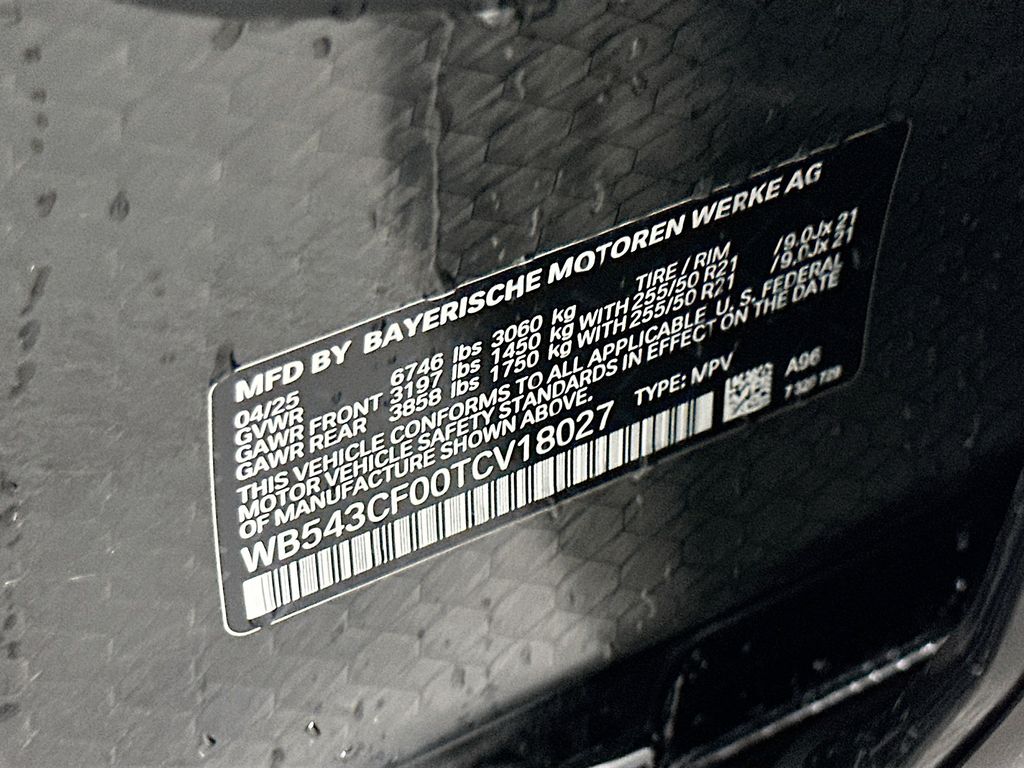 MFD BY BAYERISCHE MOTOREN WERKE AG
04/25 TIRE / RIM
GVWR 6746 lbs 3060 kg
GAWR FRONT 3197 lbs 1450 kg WITH 255/50 R21 /9.0Jx 21
GAWR REAR 3858 lbs 1750 kg WITH 255/50 R21 /9.0Jx 21
THIS VEHICLE CONFORMS TO ALL APPLICABLE U. S. FEDERAL
MOTOR VEHICLE SAFETY STANDARDS IN EFFECT ON THE DATE
OF MANUFACTURE SHOWN ABOVE.
WB543CF00TCV18027 TYPE: MPV A96